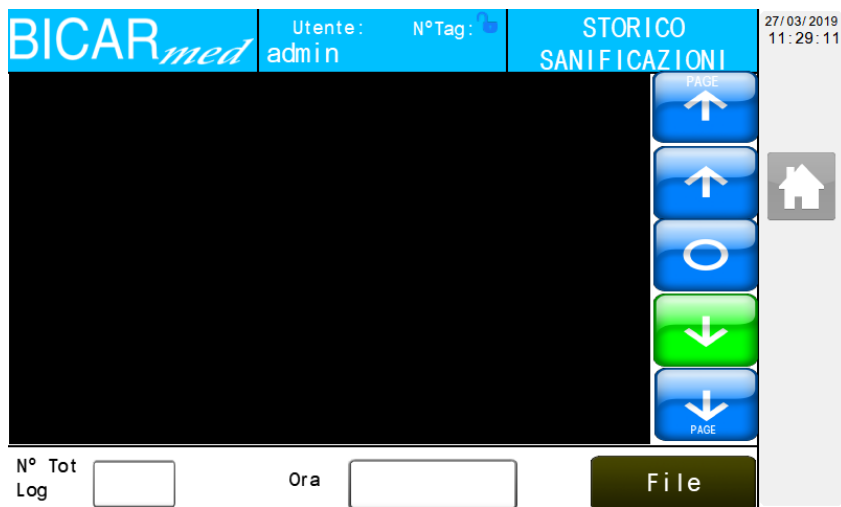 BICARmed
Utente: N°Tag:
admin
STORICO
SANIFICAZIONI
27/03/2019
11:29:11
PAGE
PAGE
N° Tot
Log
Ora
File